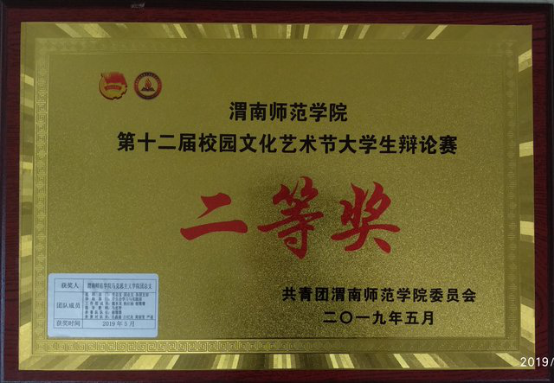 渭南师范学院
第十二届校园文化艺术节大学生辩论赛
二等奖
获奖人
团队成员
获奖时间 2019年5月
共青团渭南师范学院委员会
二〇一九年五月
2019/